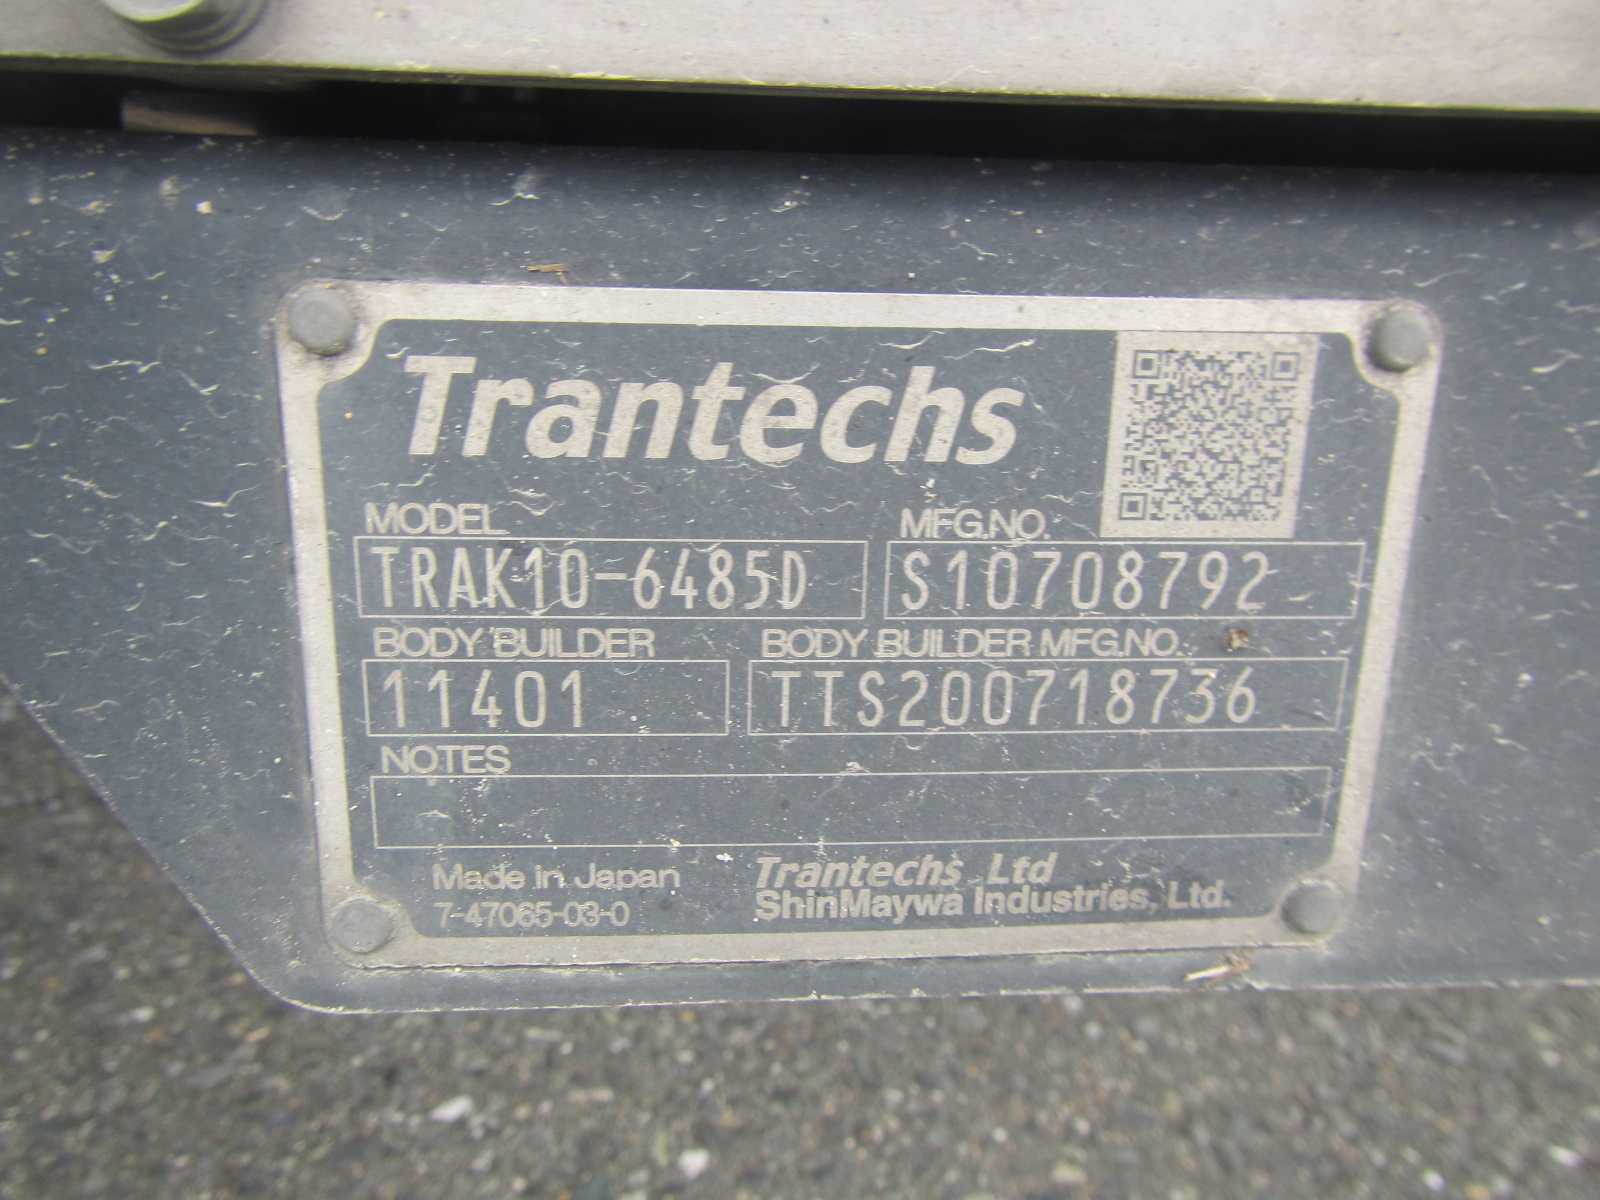 Trantechs
MODEL MFG.NO.
TRAK10-6485D S10708792
BODY BUILDER BODY BUILDER MFG.NO.
11401 TTS200718736
NOTES
Made in Japan Trantechs Ltd
7-47065-03-0 ShinMaywa Industries, Ltd.